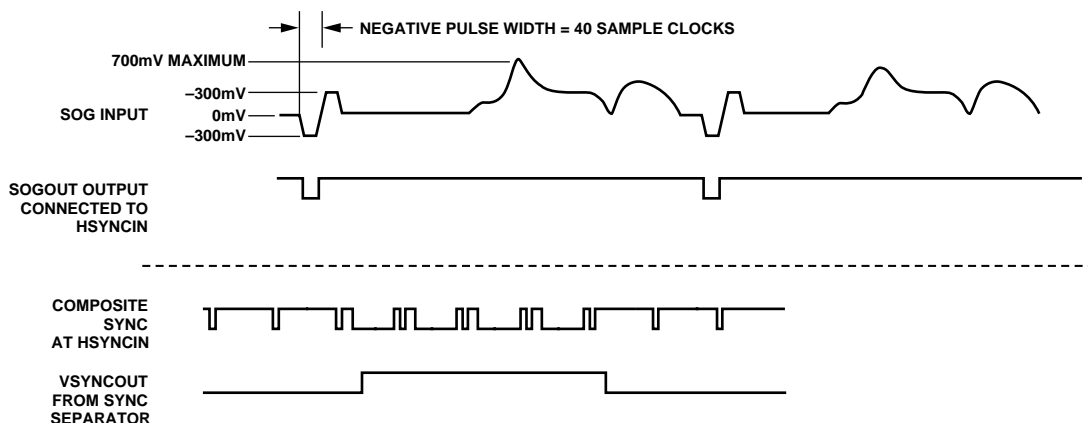 NEGATIVE PULSE WIDTH = 40 SAMPLE CLOCKS
700mV MAXIMUM
–300mV
SOG INPUT
0mV
–300mV
SOGOUT OUTPUT
CONNECTED TO
HSYNCIN
COMPOSITE
SYNC
AT HSYNCIN
VSYNCOUT
FROM SYNC
SEPARATOR